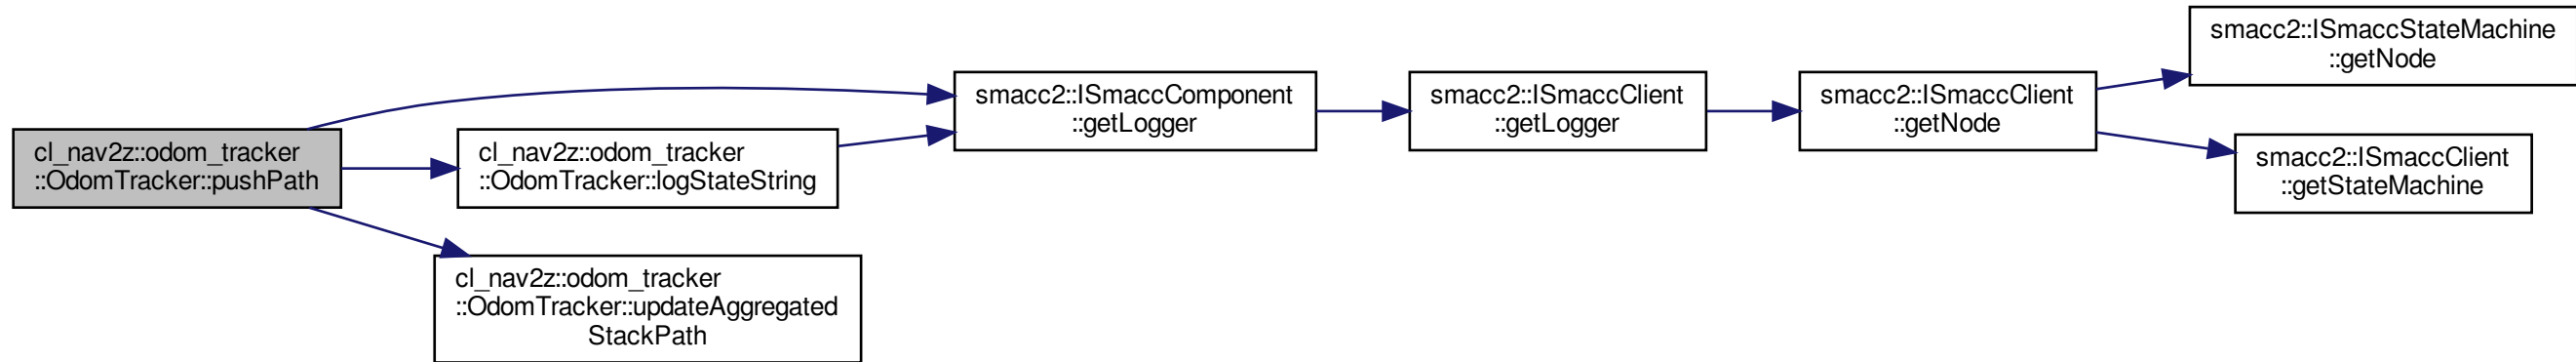 cl_nav2z::odom_tracker
::OdomTracker::pushPath
cl_nav2z::odom_tracker
::OdomTracker::logStateString
cl_nav2z::odom_tracker
::OdomTracker::updateAggregated
StackPath
smacc2::ISmaccComponent
::getLogger
smacc2::ISmaccClient
::getLogger
smacc2::ISmaccClient
::getNode
smacc2::ISmaccStateMachine
::getNode
smacc2::ISmaccClient
::getStateMachine